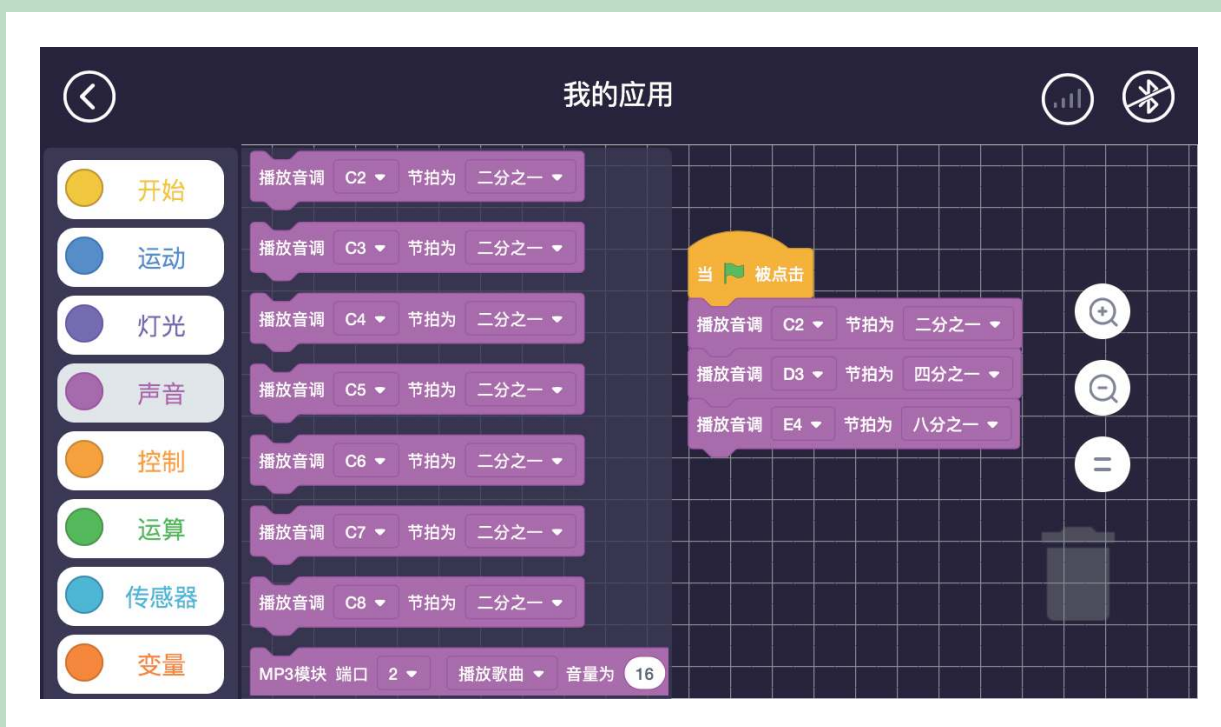 我的应用
开始
运动
灯光
声音
控制
运算
传感器
变量
播放音调 C2 节拍为 二分之一
播放音调 C3 节拍为 二分之一
播放音调 C4 节拍为 二分之一
播放音调 C5 节拍为 二分之一
播放音调 C6 节拍为 二分之一
播放音调 C7 节拍为 二分之一
播放音调 C8 节拍为 二分之一
MP3模块 端口 2 播放歌曲 音量为 16
当 被点击
播放音调 C2 节拍为 二分之一
播放音调 D3 节拍为 四分之一
播放音调 E4 节拍为 八分之一